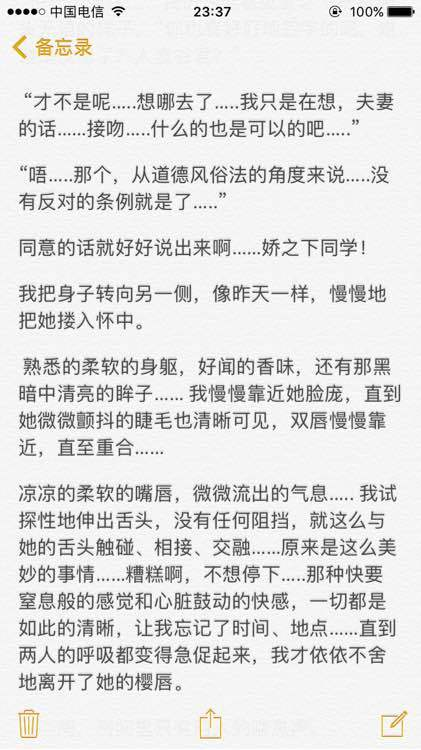 中国电信 23:37 100%
备忘录
“才不是呢.....想哪去了.....我只是在想，夫妻
的话......接吻.....什么的也是可以的吧.....”
“唔.....那个，从道德风俗法的角度来说.....没
有反对的条例就是了.....”
同意的话就好好说出来啊......娇之下同学！
我把身子转向另一侧，像昨天一样，慢慢地
把她搂入怀中。
熟悉的柔软的身躯，好闻的香味，还有那黑
暗中清亮的眸子...... 我慢慢靠近她脸庞，直到
她微微颤抖的睫毛也清晰可见，双唇慢慢靠
近，直至重合......
凉凉的柔软的嘴唇，微微流出的气息..... 我试
探性地伸出舌头，没有任何阻挡，就这么与
她的舌头触碰、相接、交融......原来是这么美
妙的事情......糟糕啊，不想停下.....那种快要
窒息般的感觉和心脏鼓动的快感，一切都是
如此的清晰，让我忘记了时间、地点......直到
两人的呼吸都变得急促起来，我才依依不舍
地离开了她的樱唇。